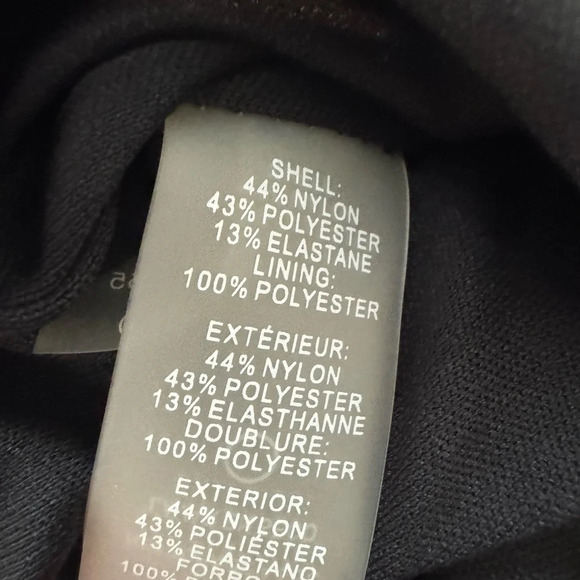 SHELL:
44% NYLON
43% POLYESTER
13% ELASTANE
LINING:
100% POLYESTER
EXTÉRIEUR:
44% NYLON
43% POLYESTER
13% ELASTHANNE
DOUBLURE:
100% POLYESTER
EXTERIOR:
44% NYLON
43% POLIÉSTER
13% ELASTANO
100%